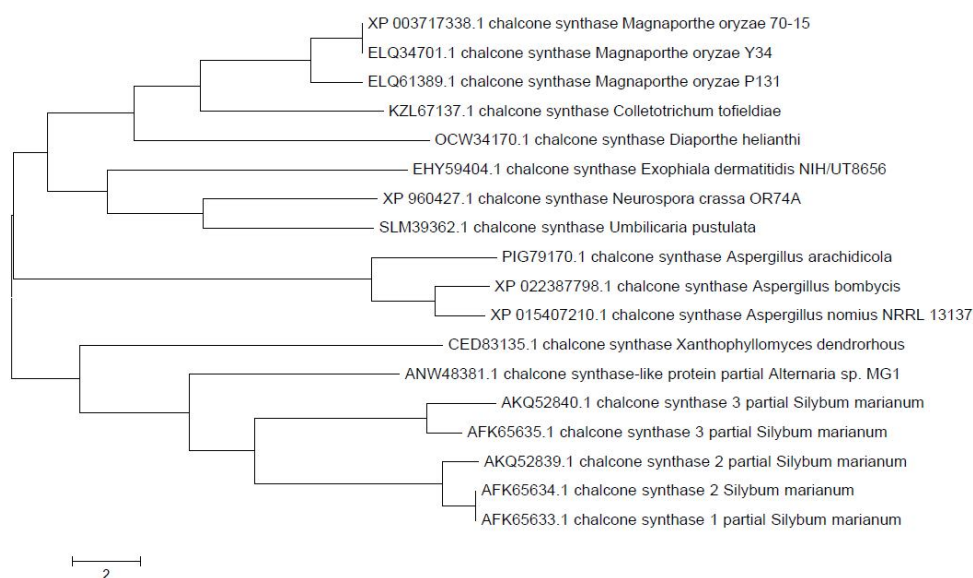 XP 003717338.1 chalcone synthase Magnaporthe oryzae 70-15
ELQ34701.1 chalcone synthase Magnaporthe oryzae Y34
ELQ61389.1 chalcone synthase Magnaporthe oryzae P131
KZL67137.1 chalcone synthase Colletotrichum tofieldiae
OCW34170.1 chalcone synthase Diaporthe helianthi
EHY59404.1 chalcone synthase Exophiala dermatitidis NIH/UT8656
XP 960427.1 chalcone synthase Neurospora crassa OR74A
SLM39362.1 chalcone synthase Umbilicaria pustulata
PIG79170.1 chalcone synthase Aspergillus arachidicola
XP 022387798.1 chalcone synthase Aspergillus bombycis
XP 015407210.1 chalcone synthase Aspergillus nomius NRRL 13137
CED83135.1 chalcone synthase Xanthophyllomyces dendrorhous
ANW48381.1 chalcone synthase-like protein partial Alternaria sp. MG1
AKQ52840.1 chalcone synthase 3 partial Silybum marianum
AFK65635.1 chalcone synthase 3 partial Silybum marianum
AKQ52839.1 chalcone synthase 2 partial Silybum marianum
AFK65634.1 chalcone synthase 2 Silybum marianum
AFK65633.1 chalcone synthase 1 partial Silybum marianum
2